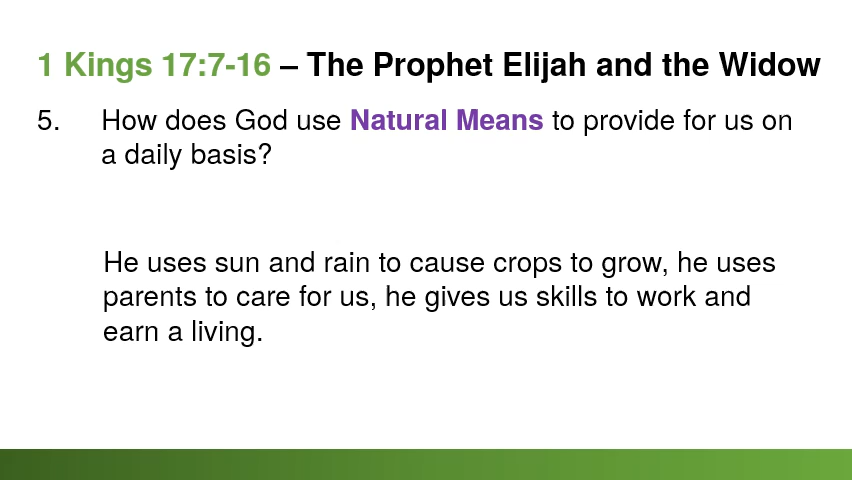 1 Kings 17:7-16 – The Prophet Elijah and the Widow
5. How does God use Natural Means to provide for us on
a daily basis?
He uses sun and rain to cause crops to grow, he uses
parents to care for us, he gives us skills to work and
earn a living.